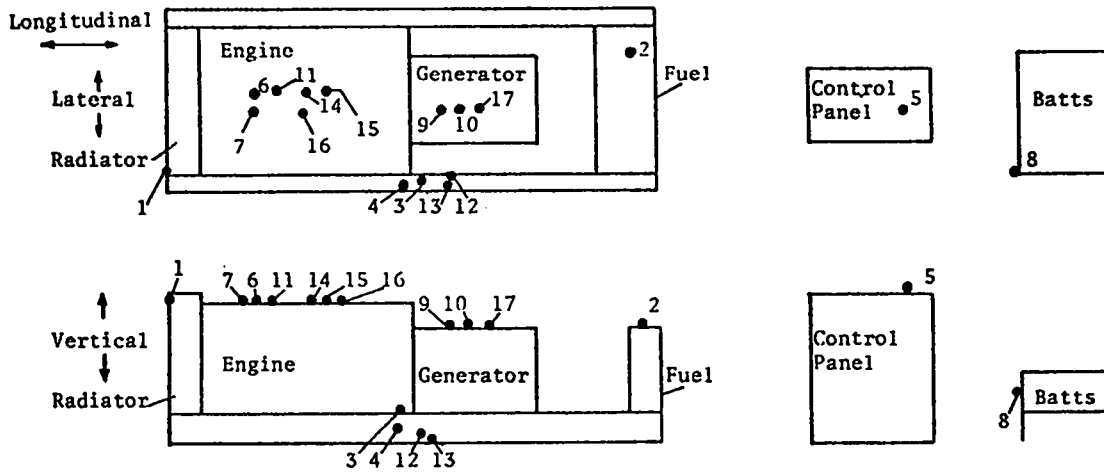 Longitudinal
Engine
2
6 11
Generator
Fuel
Control
Panel
5
Batts
Lateral
14
17
7
16
15
9 10
Radiator
1
8
4 3 13 12
1
7 6 11 14 15 16
9 10 17
2
5
Vertical
Control
Panel
Engine
Generator
Fuel
Radiator
Batts
8
3 4 12 13